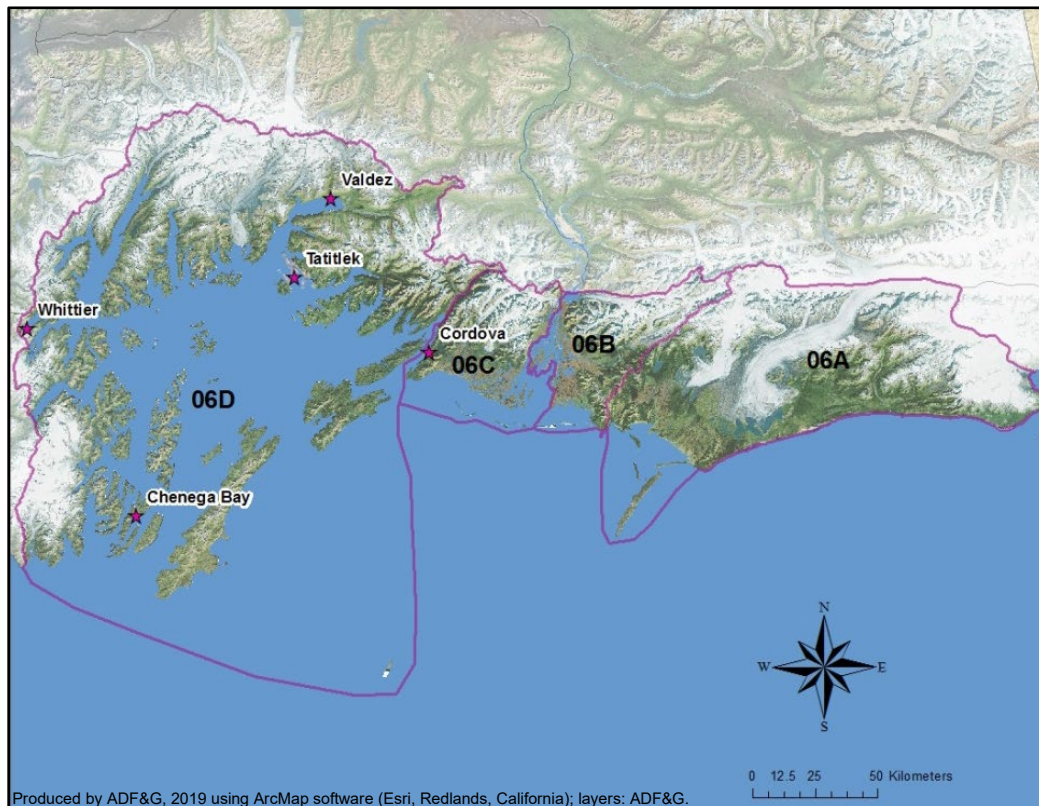 Valdez
Tatitlek
Whittier
Cordova
06C
06B
06A
06D
Chenega Bay
N
W
E
S
0 12.5 25 50 Kilometers
Produced by ADF&G, 2019 using ArcMap software (Esri, Redlands, California); layers: ADF&G.